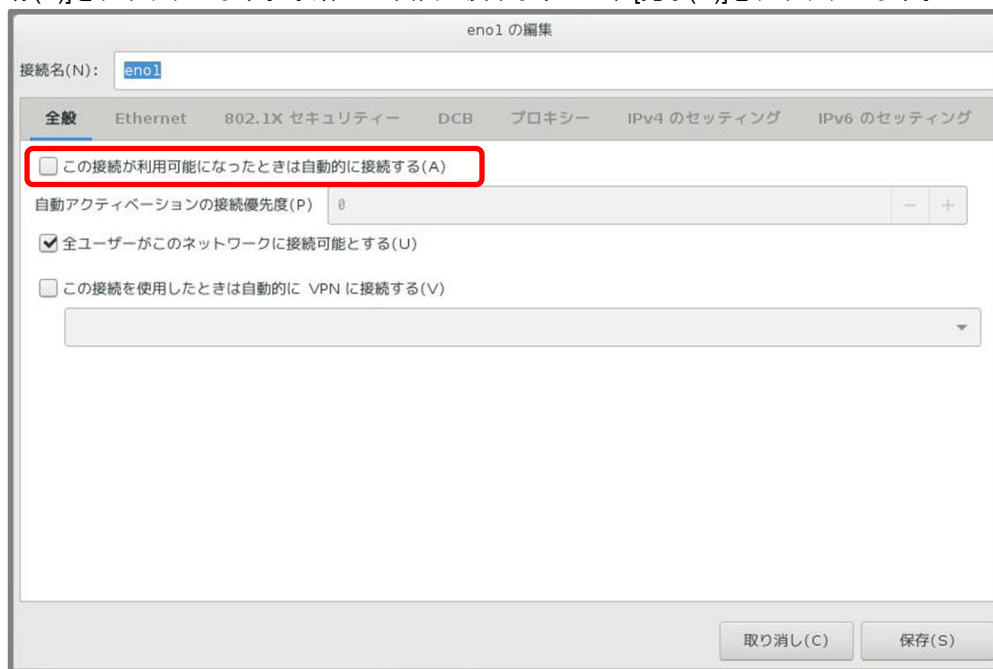 eno1 の編集
接続名(N): eno1
全般 Ethernet 802.1X セキュリティー DCB プロキシー IPv4 のセッティング IPv6 のセッティング
この接続が利用可能になったときは自動的に接続する(A)
自動アクティベーションの接続優先度(P) 0 − +
全ユーザーがこのネットワークに接続可能とする(U)
この接続を使用したときは自動的に VPN に接続する(V)
取り消し(C) 保存(S)